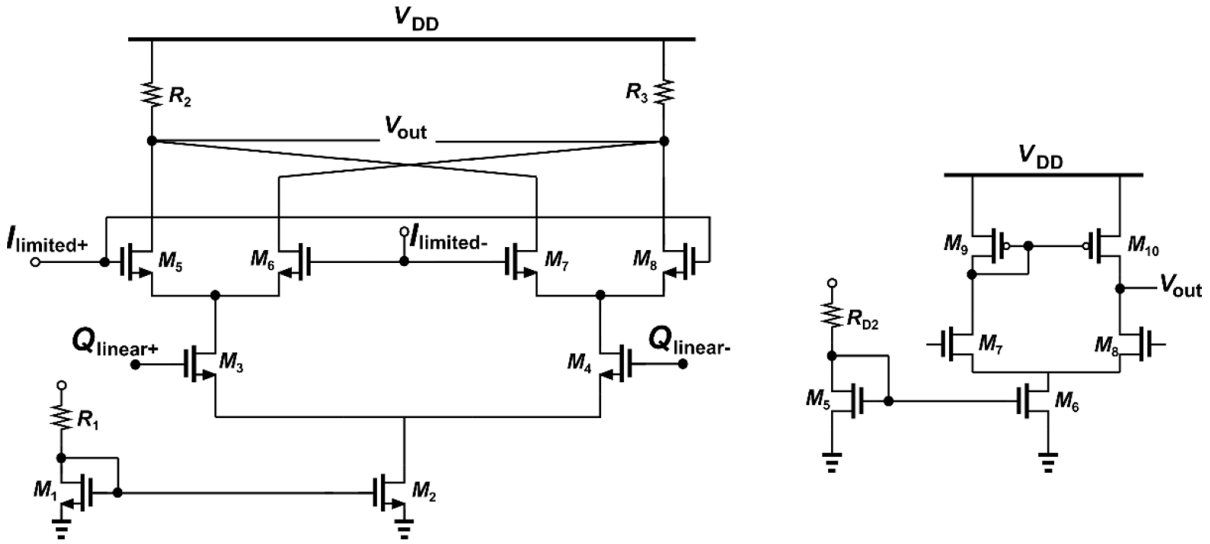 VDD
R2
R3
Vout
Ilimited+
M5
M6
Ilimited-
M7
M8
Qlinear+
M3
M4
Qlinear-
R1
M1
M2
VDD
M9
M10
Vout
RD2
M7
M8
M5
M6